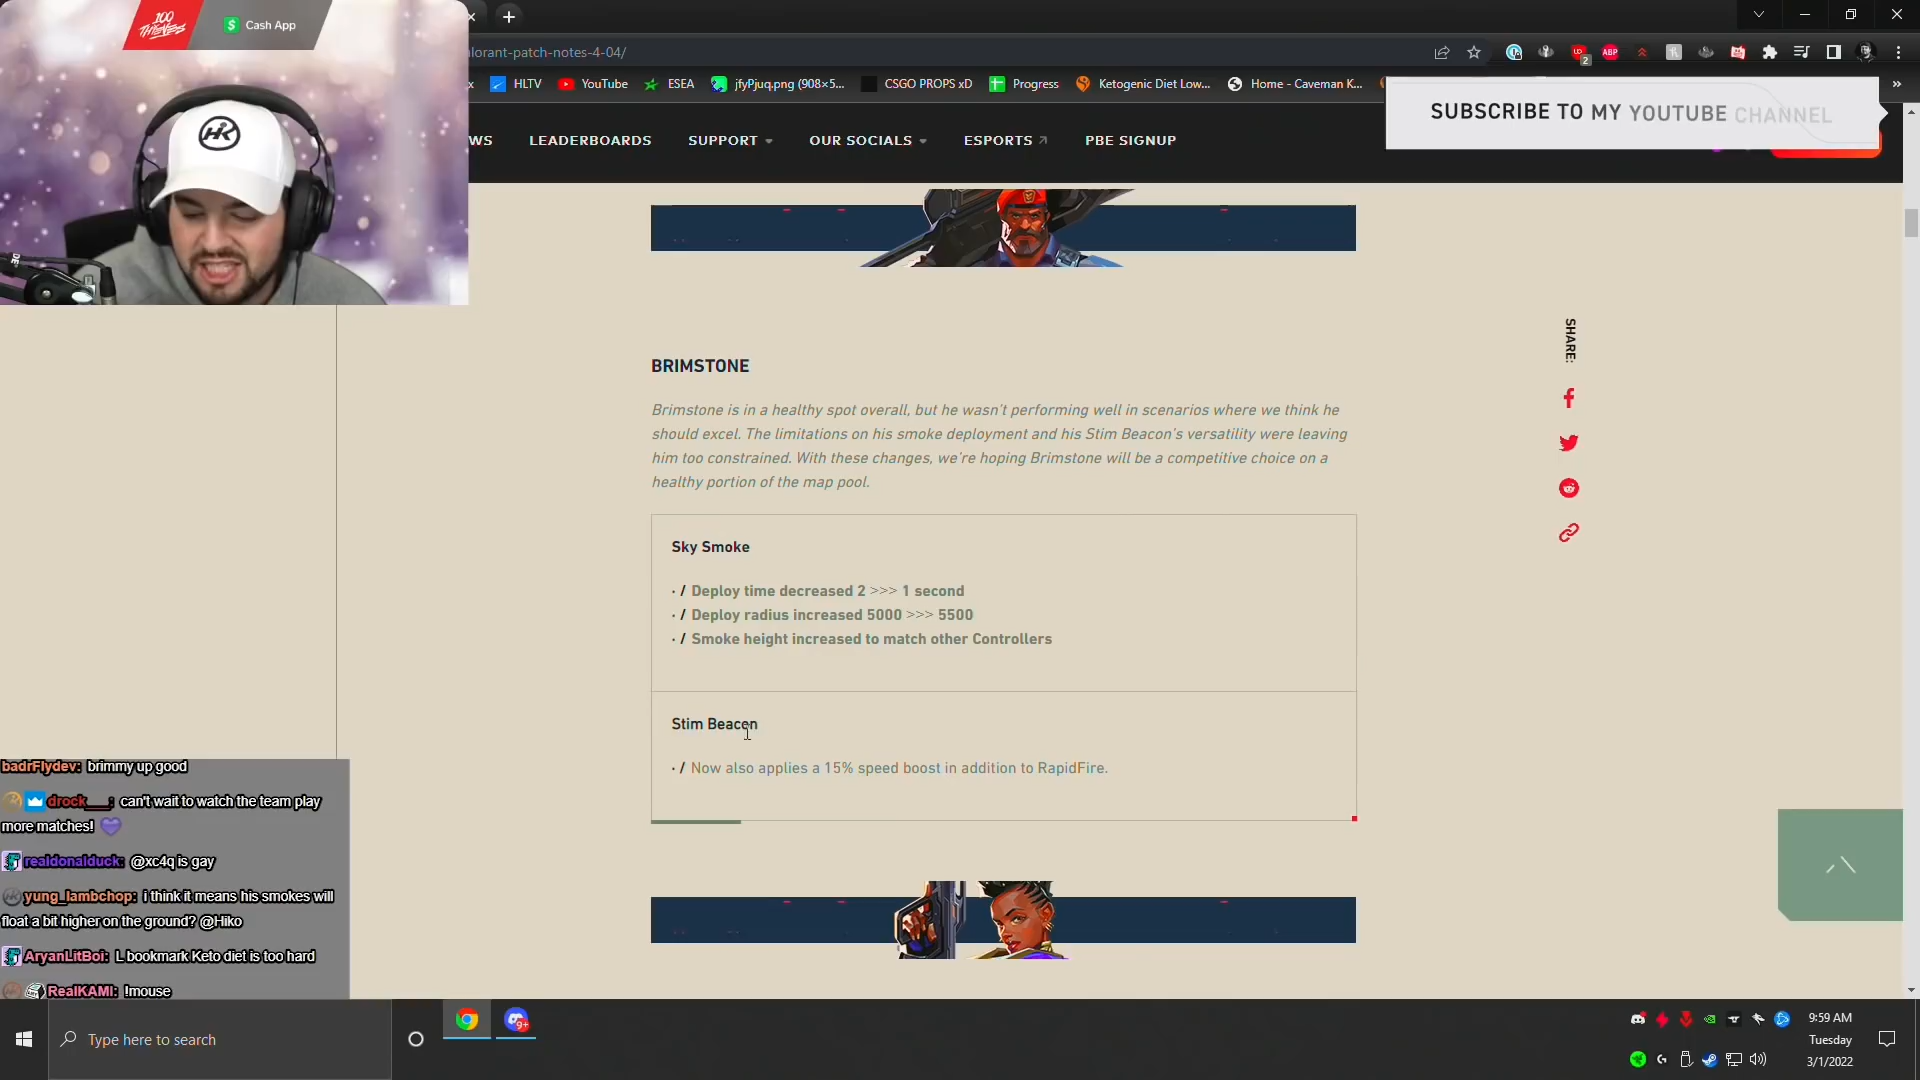 100
THIEVES
$ Cash App
lorant-patch-notes-4-04/
x HLTV YouTube ESEA jfyPjuq.png (908×5... CSGO PROPS xD Progress Ketogenic Diet Low... Home - Caveman K...
SUBSCRIBE TO MY YOUTUBE CHANNEL
WS LEADERBOARDS SUPPORT OUR SOCIALS ESPORTS PBE SIGNUP
HK
SHARE:
BRIMSTONE
Brimstone is in a healthy spot overall, but he wasn't performing well in scenarios where we think he
should excel. The limitations on his smoke deployment and his Stim Beacon's versatility were leaving
him too constrained. With these changes, we're hoping Brimstone will be a competitive choice on a
healthy portion of the map pool.
Sky Smoke
· / Deploy time decreased 2 >>> 1 second
· / Deploy radius increased 5000 >>> 5500
· / Smoke height increased to match other Controllers
Stim Beacon
· / Now also applies a 15% speed boost in addition to RapidFire.
badrFlydev: brimmy up good
drock___: can't wait to watch the team play
more matches!
realdonalduck: @xc4q is gay
yung_lambchop: i think it means his smokes will
float a bit higher on the ground? @Hiko
AryanLitBoi: L bookmark Keto diet is too hard
RealKAMI: !mouse
Type here to search
9+
9:59 AM
Tuesday
3/1/2022